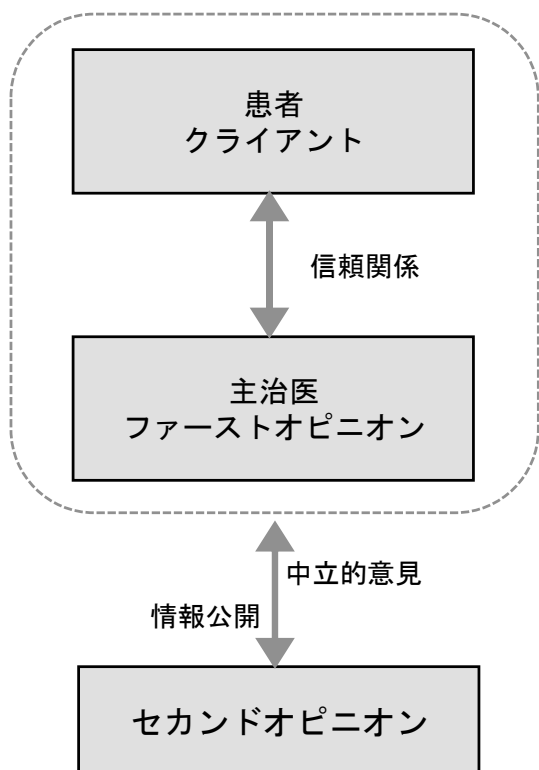 患者
クライアント
信頼関係
主治医
ファーストオピニオン
中立的意見
情報公開
セカンドオピニオン